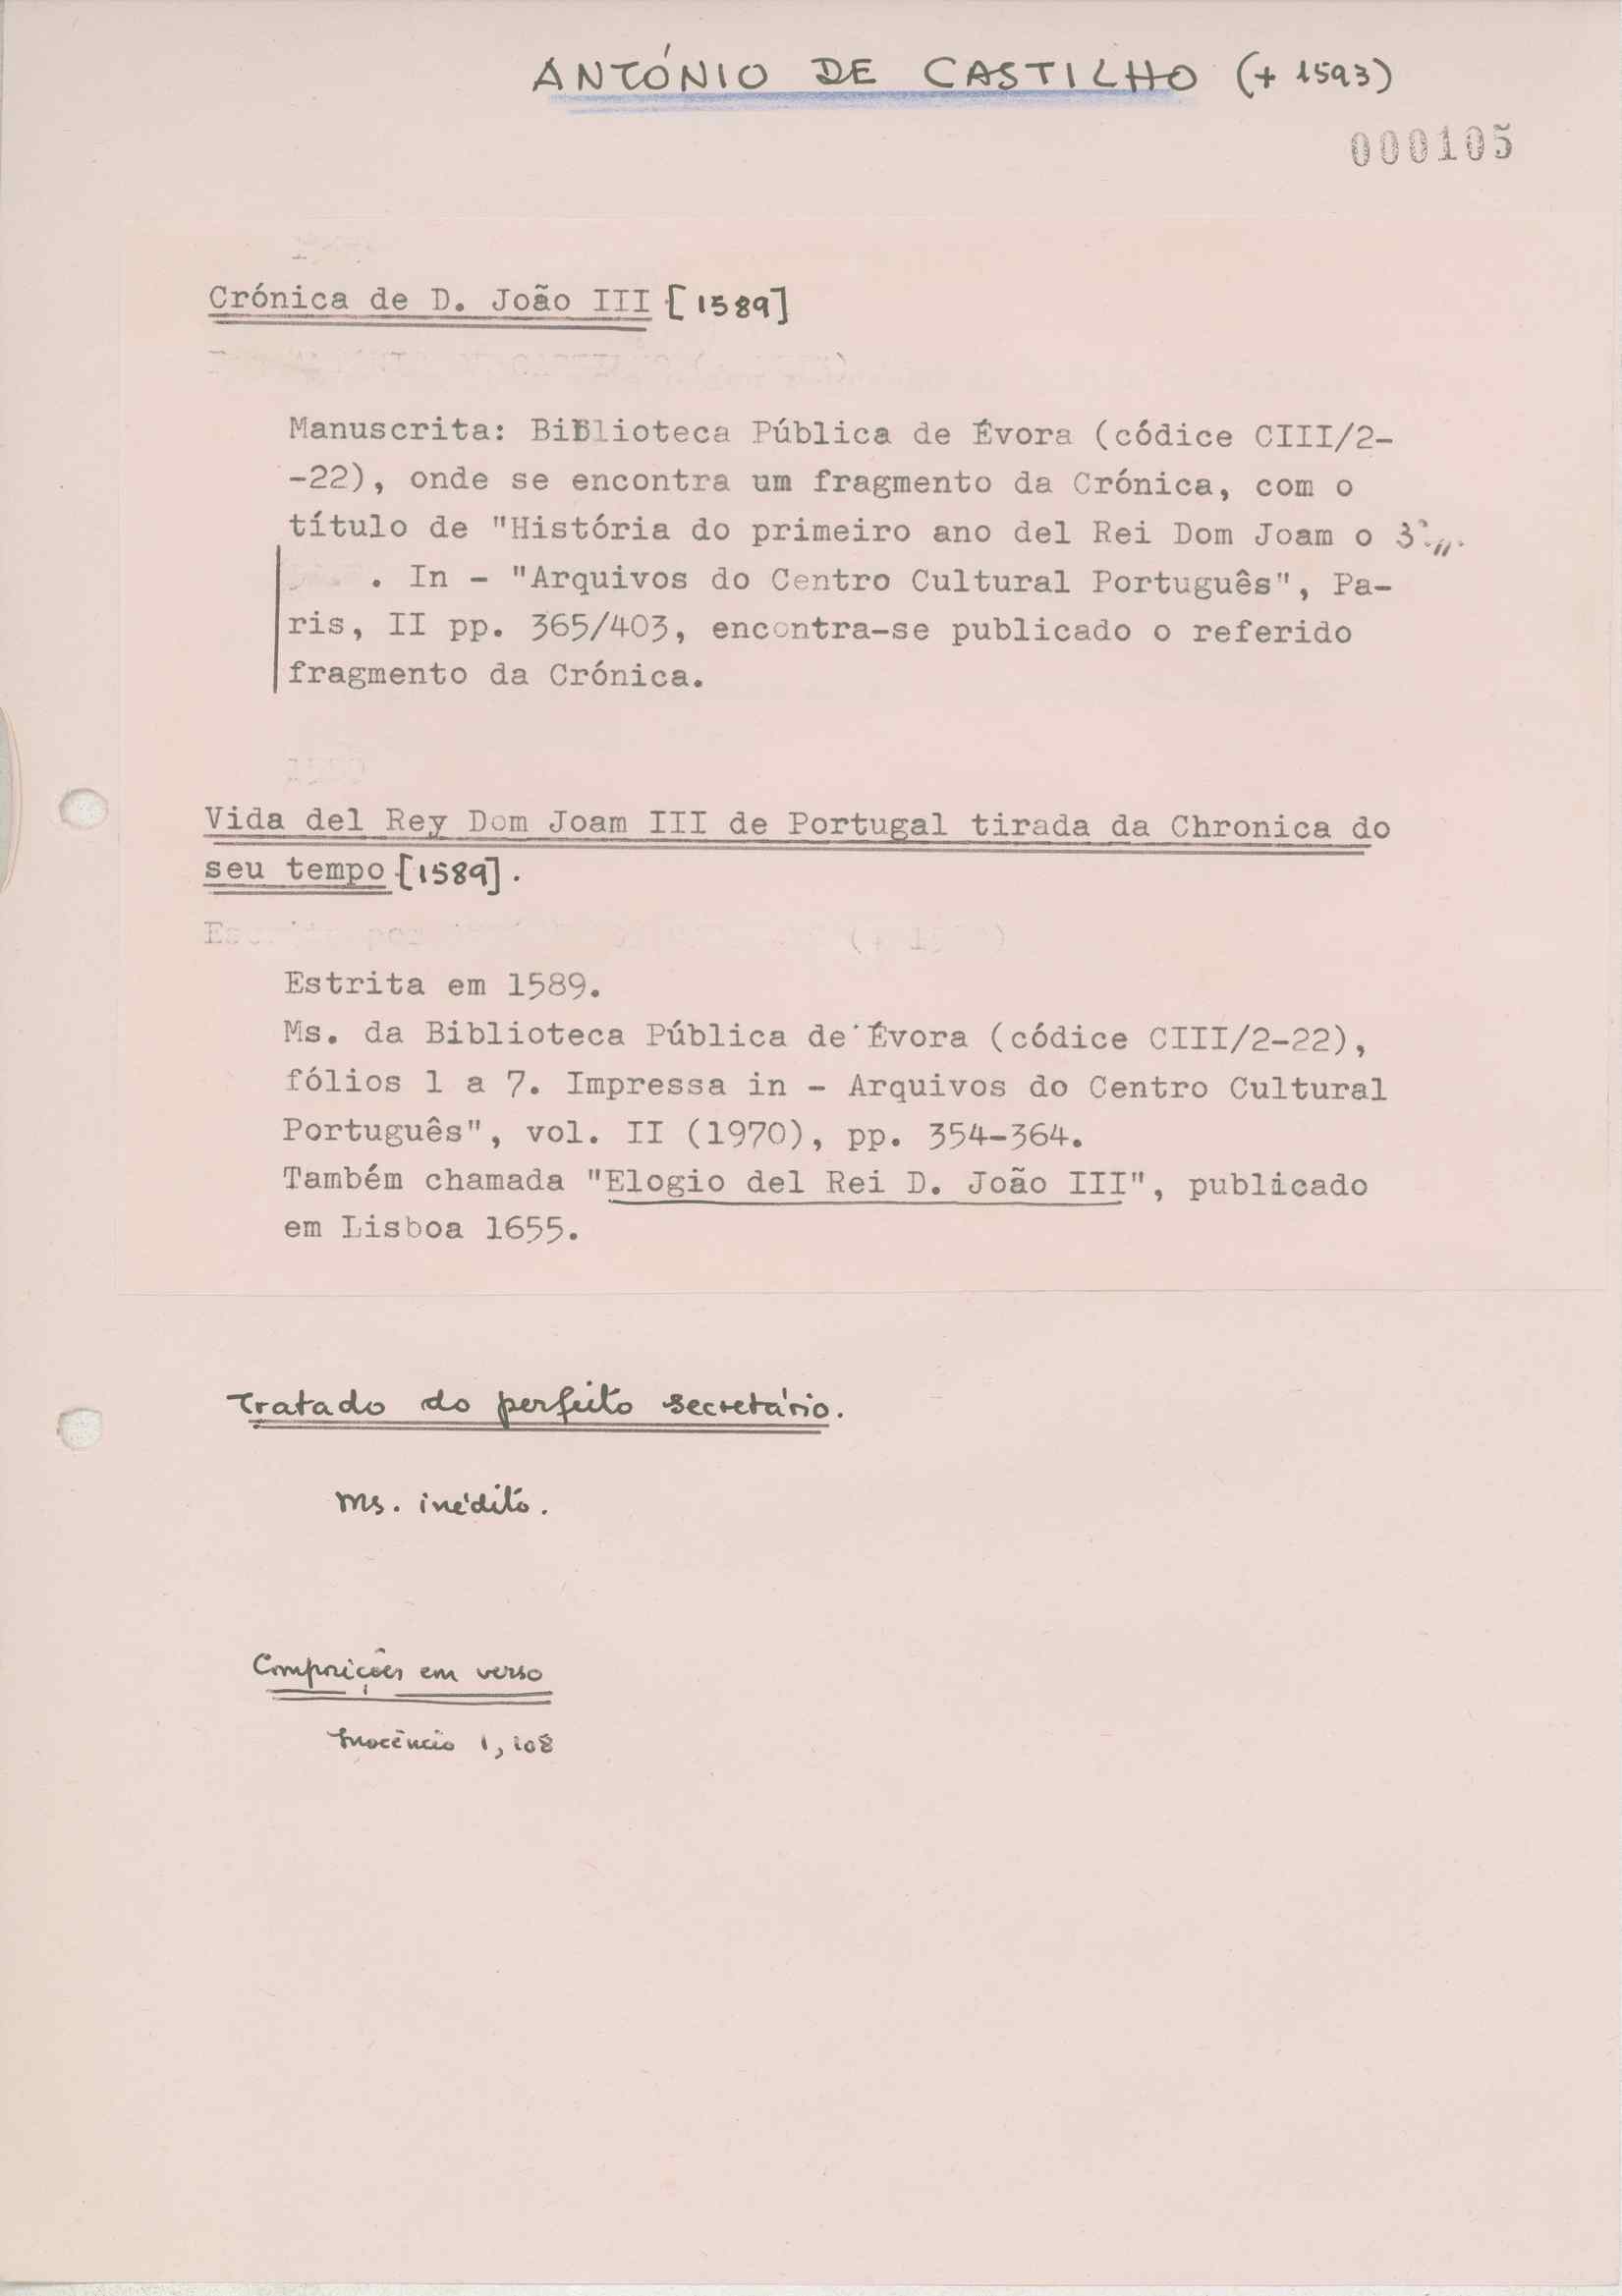 ANTÓNIO DE CASTILHO (+ 1593)
000105
Crónica de D. João III [1589]
Manuscrita: Biblioteca Pública de Évora (códice CIII/2-
-22), onde se encontra um fragmento da Crónica, com o
título de "História do primeiro ano del Rei Dom Joam o 3º".
. In - "Arquivos do Centro Cultural Português", Pa-
ris, II pp. 365/403, encontra-se publicado o referido
fragmento da Crónica.
Vida del Rey Dom Joam III de Portugal tirada da Chronica do
seu tempo [1589].
Estrita em 1589.
Ms. da Biblioteca Pública de Évora (códice CIII/2-22),
fólios 1 a 7. Impressa in - Arquivos do Centro Cultural
Português", vol. II (1970), pp. 354-364.
Também chamada "Elogio del Rei D. João III", publicado
em Lisboa 1655.
Tratado do perfeito secretário.
Ms. inédito.
Composições em verso
Inocêncio 1, 108